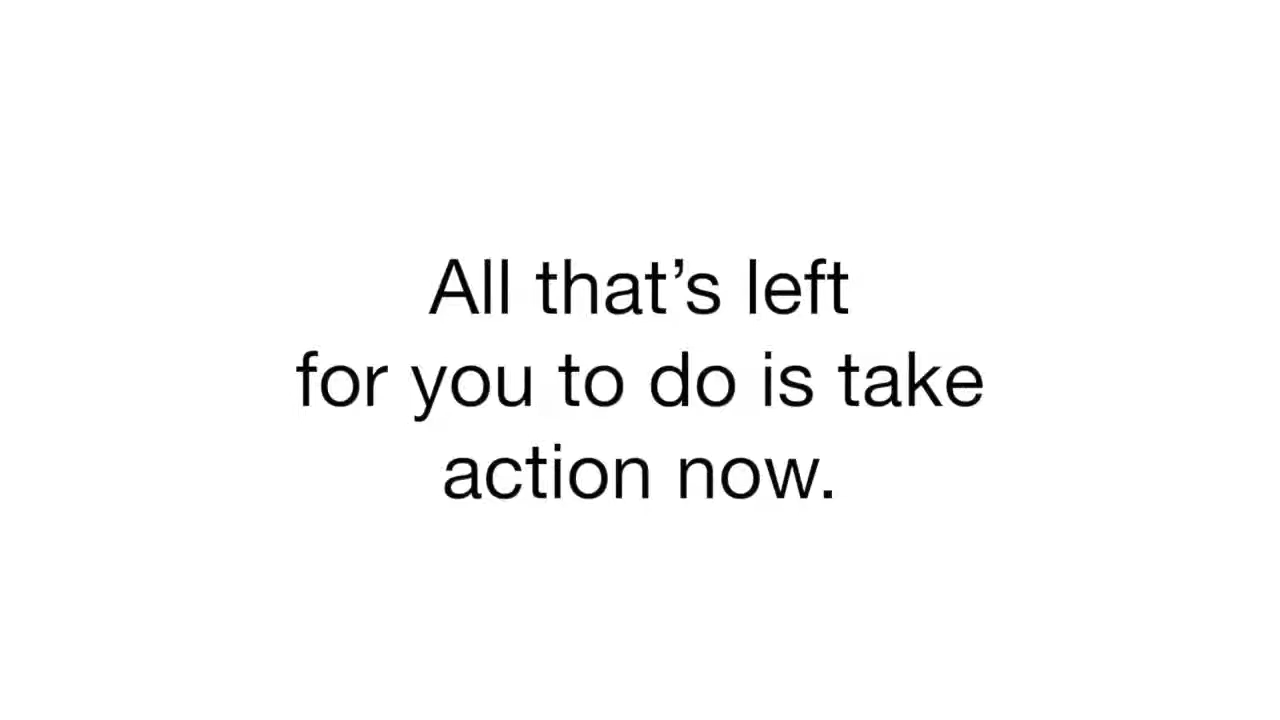 All that’s left
for you to do is take
action now.